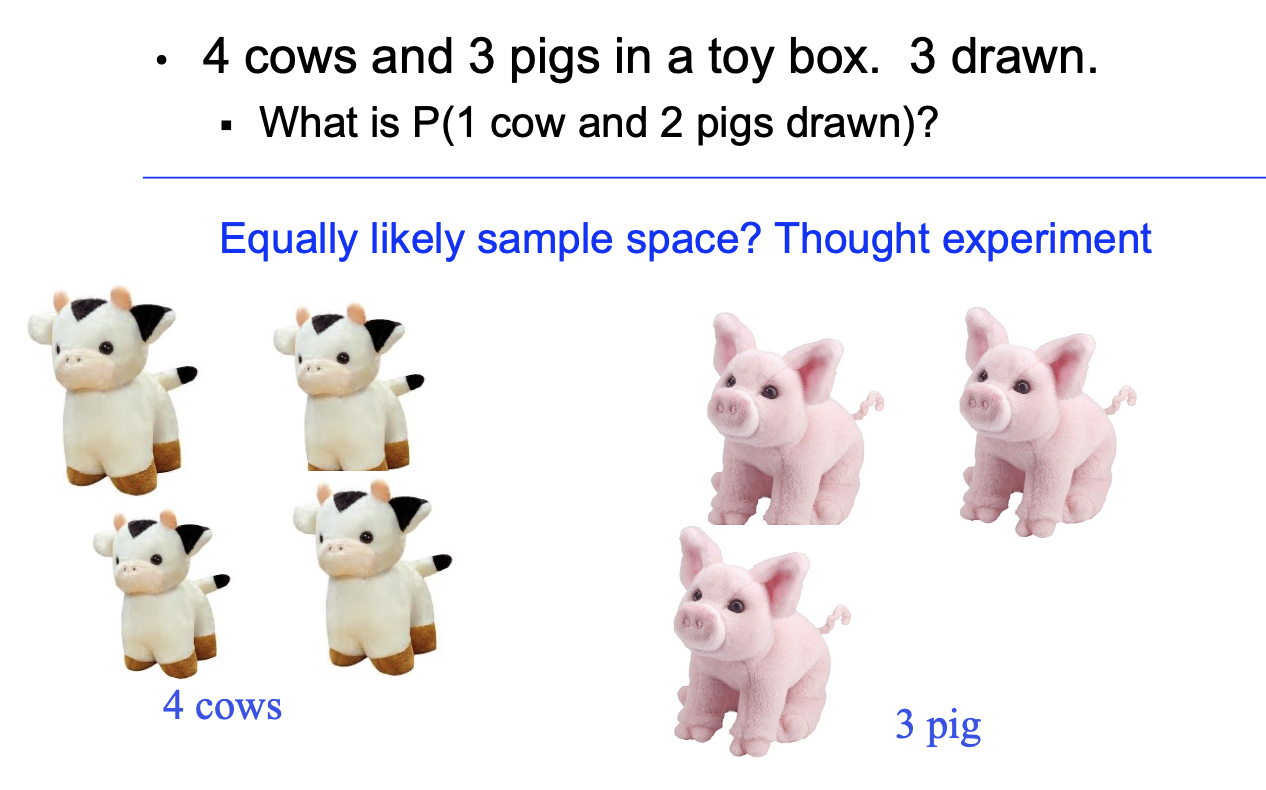 • 4 cows and 3 pigs in a toy box.  3 drawn.
▪ What is P(1 cow and 2 pigs drawn)?
Equally likely sample space? Thought experiment
4 cows
3 pig